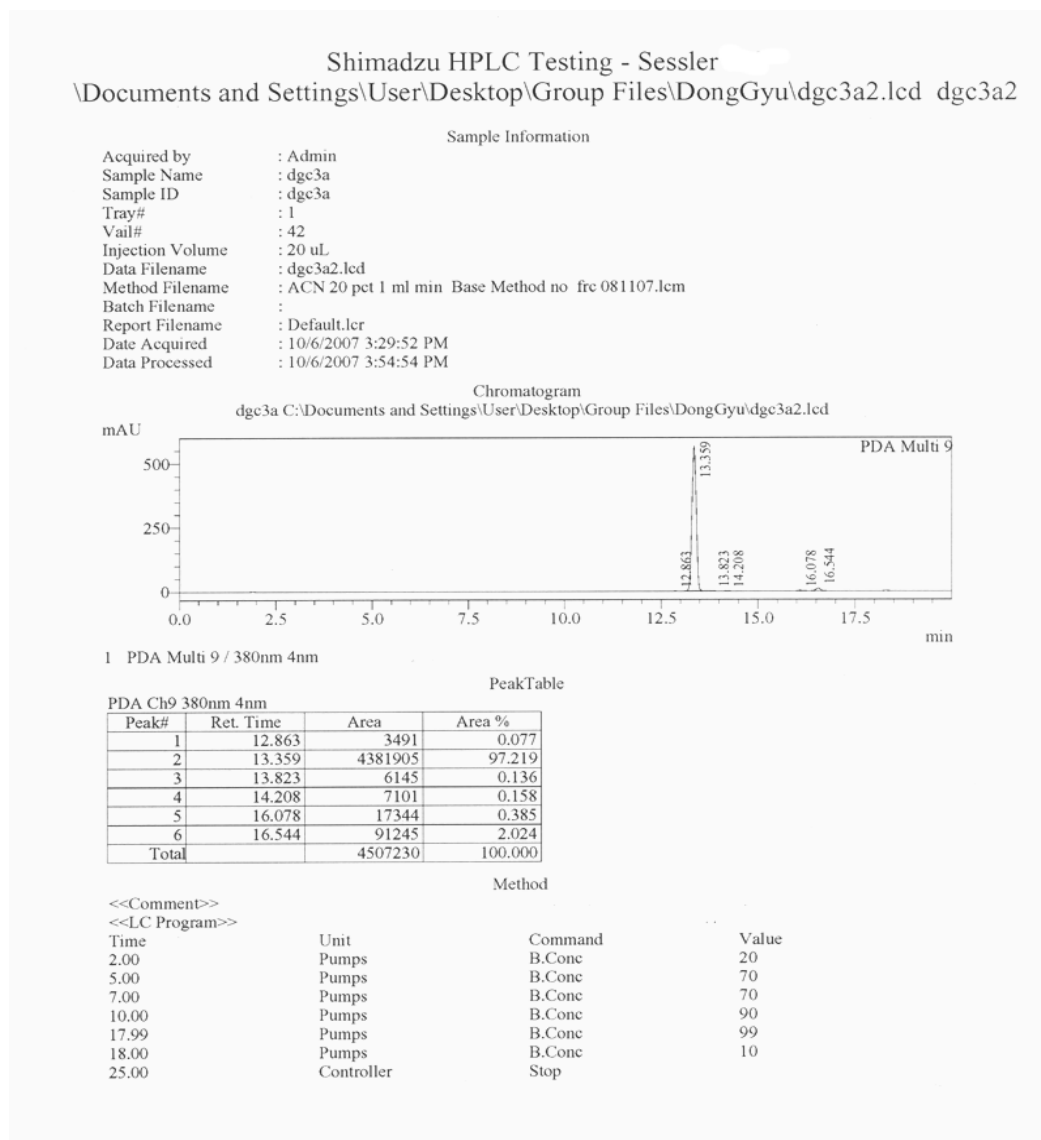 Shimadzu HPLC Testing - Sessler
\Documents and Settings\User\Desktop\Group Files\DongGyu\dgc3a2.lcd dgc3a2
Sample Information
Acquired by : Admin
Sample Name : dgc3a
Sample ID : dgc3a
Tray# : 1
Vail# : 42
Injection Volume : 20 uL
Data Filename : dgc3a2.lcd
Method Filename : ACN 20 pct 1 ml min Base Method no frc 081107.lcm
Batch Filename :
Report Filename : Default.lcr
Date Acquired : 10/6/2007 3:29:52 PM
Data Processed : 10/6/2007 3:54:54 PM
Chromatogram
dgc3a C:\Documents and Settings\User\Desktop\Group Files\DongGyu\dgc3a2.lcd
mAU
PDA Multi 9
500
250
0
12.863
13.359
13.823
14.208
16.078
16.544
0.0 2.5 5.0 7.5 10.0 12.5 15.0 17.5
min
1 PDA Multi 9 / 380nm 4nm
PeakTable
PDA Ch9 380nm 4nm
Peak# Ret. Time Area Area %
1 12.863 3491 0.077
2 13.359 4381905 97.219
3 13.823 6145 0.136
4 14.208 7101 0.158
5 16.078 17344 0.385
6 16.544 91245 2.024
Total 4507230 100.000
Method
<<Comment>>
<<LC Program>>
Time Unit Command Value
2.00 Pumps B.Conc 20
5.00 Pumps B.Conc 70
7.00 Pumps B.Conc 70
10.00 Pumps B.Conc 90
17.99 Pumps B.Conc 99
18.00 Pumps B.Conc 10
25.00 Controller Stop